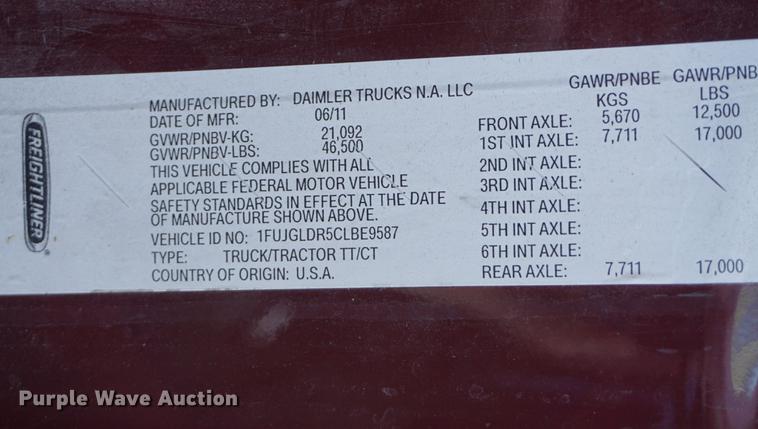 FREIGHTLINER
MANUFACTURED BY: DAIMLER TRUCKS N.A. LLC
DATE OF MFR: 06/11
GVWR/PNBV-KG: 21,092
GVWR/PNBV-LBS: 46,500
THIS VEHICLE COMPLIES WITH ALL
APPLICABLE FEDERAL MOTOR VEHICLE
SAFETY STANDARDS IN EFFECT AT THE DATE
OF MANUFACTURE SHOWN ABOVE.
VEHICLE ID NO: 1FUJGLDR5CLBE9587
TYPE: TRUCK/TRACTOR TT/CT
COUNTRY OF ORIGIN: U.S.A.
GAWR/PNBE GAWR/PNB
KGS LBS
FRONT AXLE: 5,670 12,500
1ST INT AXLE: 7,711 17,000
2ND INT AXLE:
3RD INT AXLE:
4TH INT AXLE:
5TH INT AXLE:
6TH INT AXLE:
REAR AXLE: 7,711 17,000
Purple Wave Auction